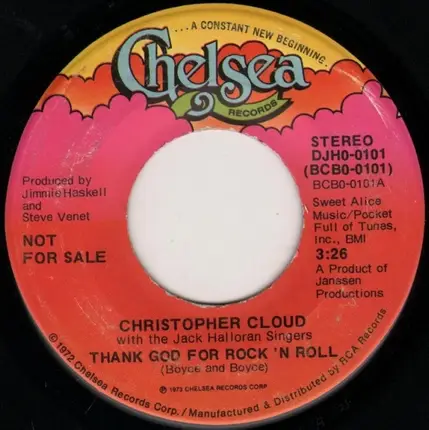 ...A CONSTANT NEW BEGINNING.
Chelsea
RECORDS
STEREO
DJH0-0101
(BCB0-0101)
BCB0-0101A
Produced by
Jimmie Haskell
and
Steve Venet
NOT
FOR SALE
Sweet Alice
Music/Pocket
Full of Tunes,
Inc., BMI
3:26
A Product of
Janssen
Productions
CHRISTOPHER CLOUD
with the Jack Halloran Singers
THANK GOD FOR ROCK 'N ROLL
(Boyce and Boyce)
℗ 1972 CHELSEA RECORDS CORP
© 1972 Chelsea Records Corp./Manufactured & Distributed by RCA Records